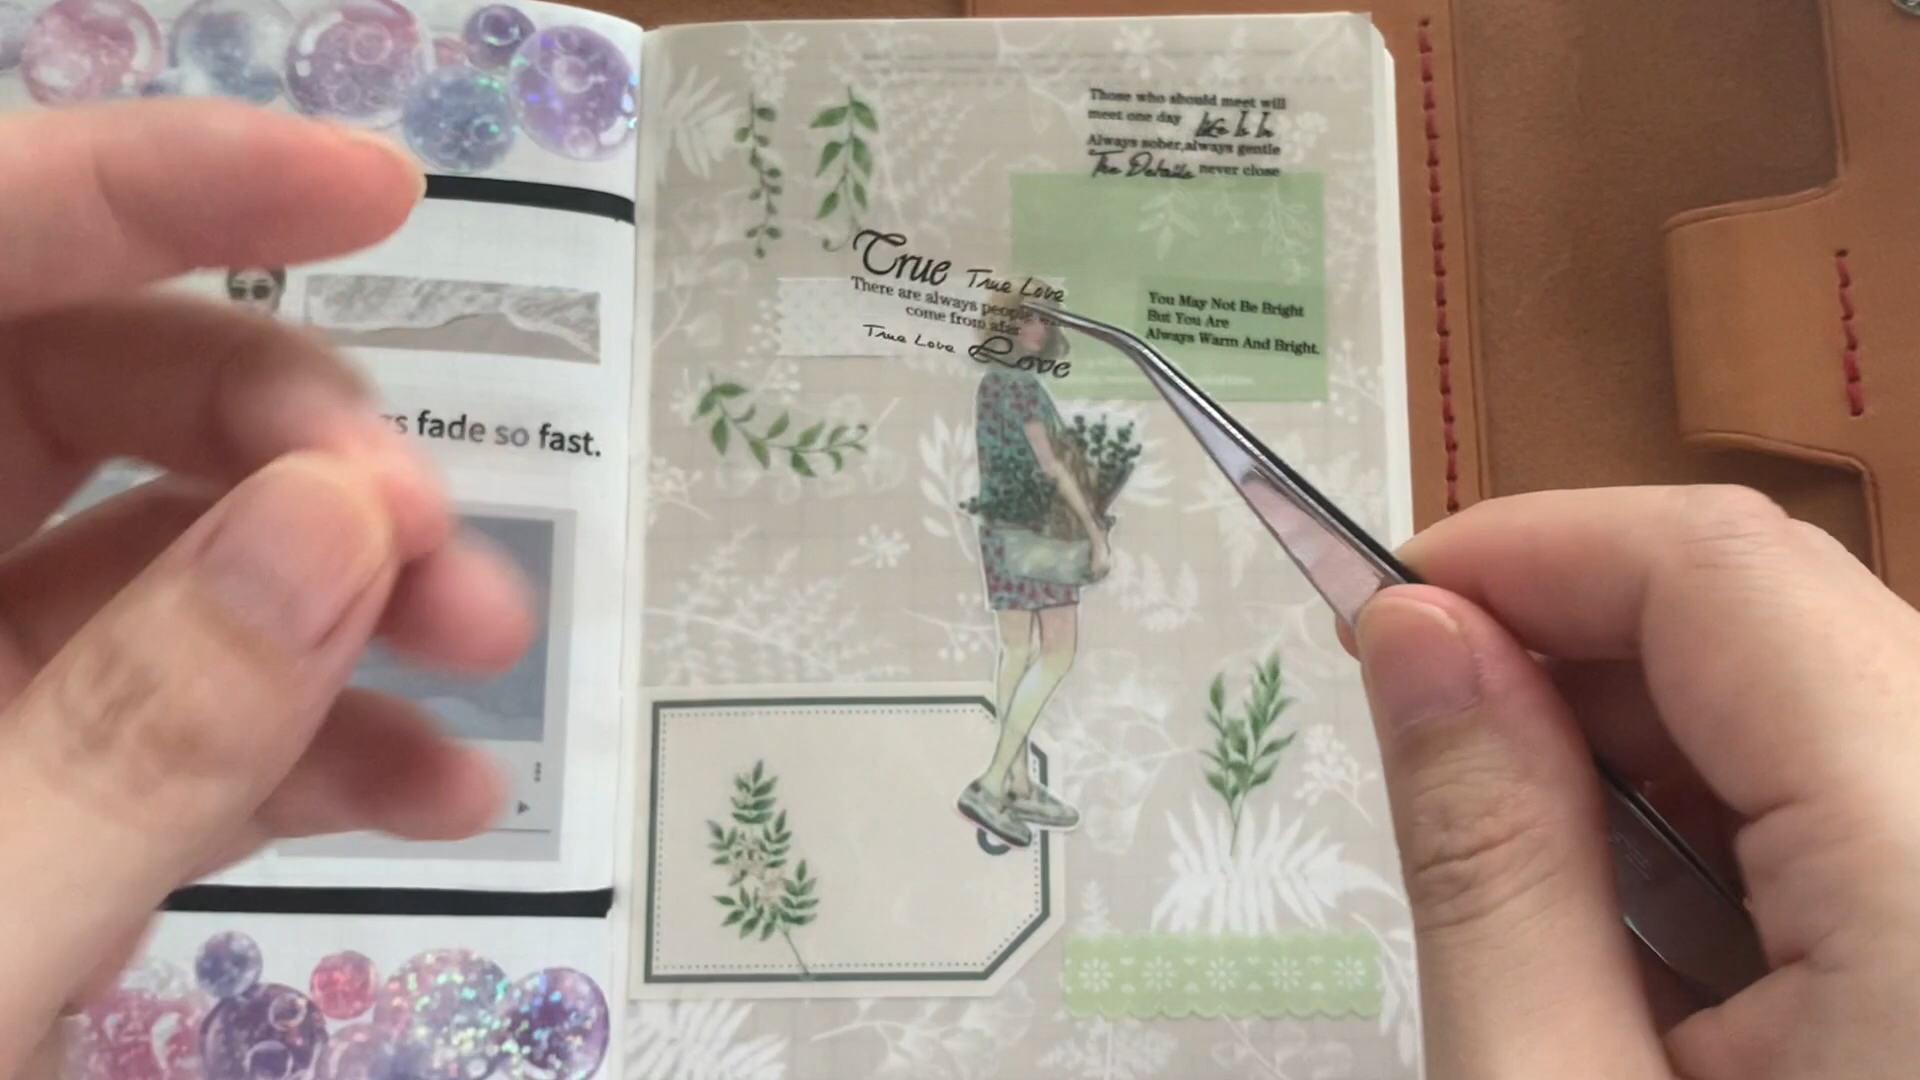 fade so fast.
Those who should meet will
meet one day
Always sober,always gentle
The Details never close
True True Love
There are always people
come from afar
True Love Love
You May Not Be Bright
But You Are
Always Warm And Bright.